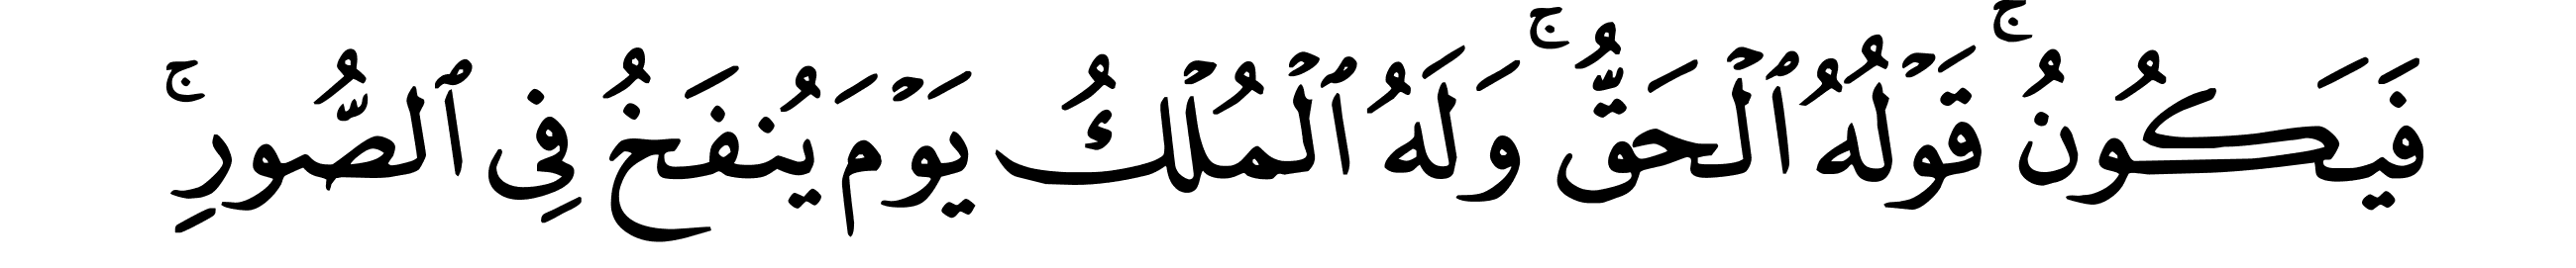 فَيَكُونُۚ قَوۡلُهُ ٱلۡحَقُّۚ وَلَهُ ٱلۡمُلۡكُ يَوۡمَ يُنفَخُ فِي ٱلصُّورِۚ